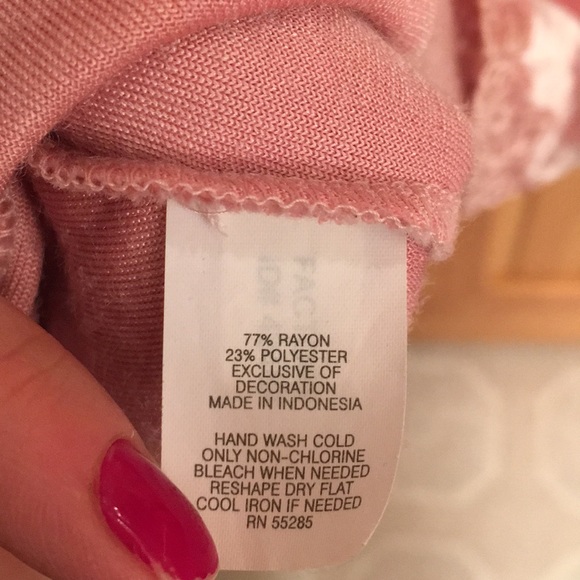 77% RAYON
23% POLYESTER
EXCLUSIVE OF
DECORATION
MADE IN INDONESIA
HAND WASH COLD
ONLY NON-CHLORINE
BLEACH WHEN NEEDED
RESHAPE DRY FLAT
COOL IRON IF NEEDED
RN 55285